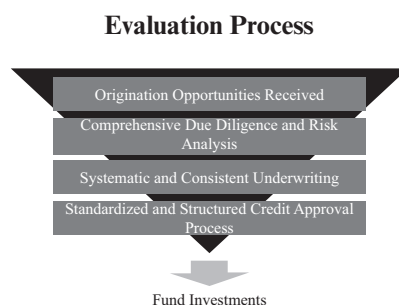 Evaluation Process
Origination Opportunities Received
Comprehensive Due Diligence and Risk
Analysis
Systematic and Consistent Underwriting
Standardized and Structured Credit Approval
Process
Fund Investments